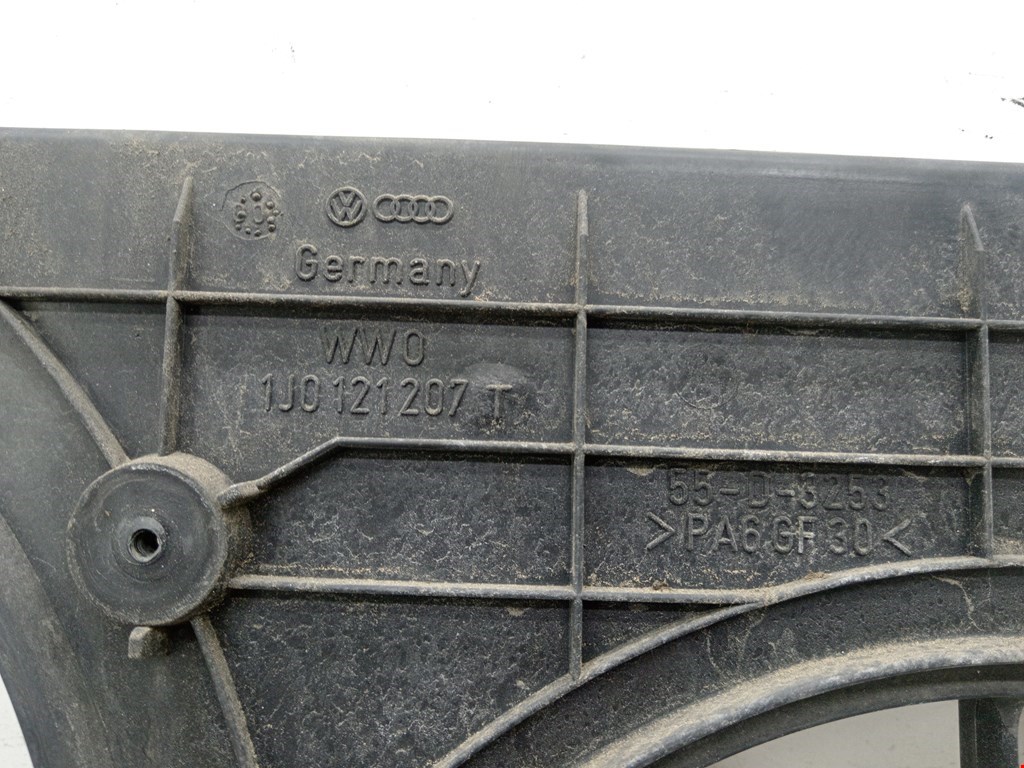 Germany
WWO
1J0 121 207 T
55-D-3253
>PA6 GF 30<